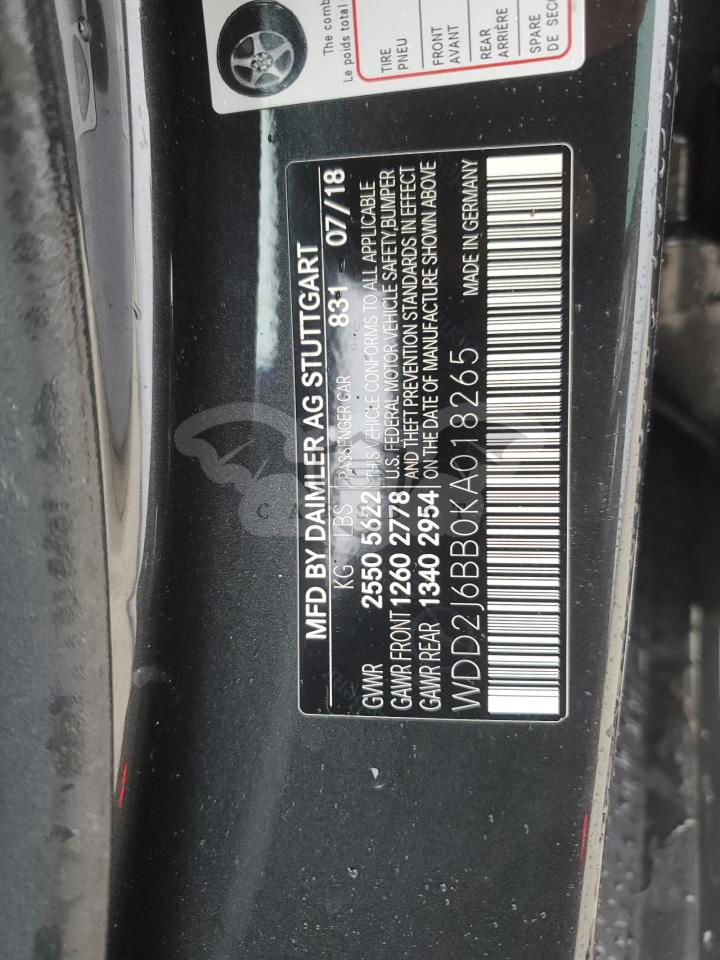 MFD BY DAIMLER AG STUTTGART
KG LBS PASSENGER CAR 831 07/18
GVWR 2550 5622 THIS VEHICLE CONFORMS TO ALL APPLICABLE
GAWR FRONT 1260 2778 U.S. FEDERAL MOTOR VEHICLE SAFETY,BUMPER
GAWR REAR 1340 2954 AND THEFT PREVENTION STANDARDS IN EFFECT
ON THE DATE OF MANUFACTURE SHOWN ABOVE
WDD2J6BB0KA018265 MADE IN GERMANY
The comb
Le poids total
TIRE
PNEU
FRONT
AVANT
REAR
ARRIÈRE
SPARE
DE SECO